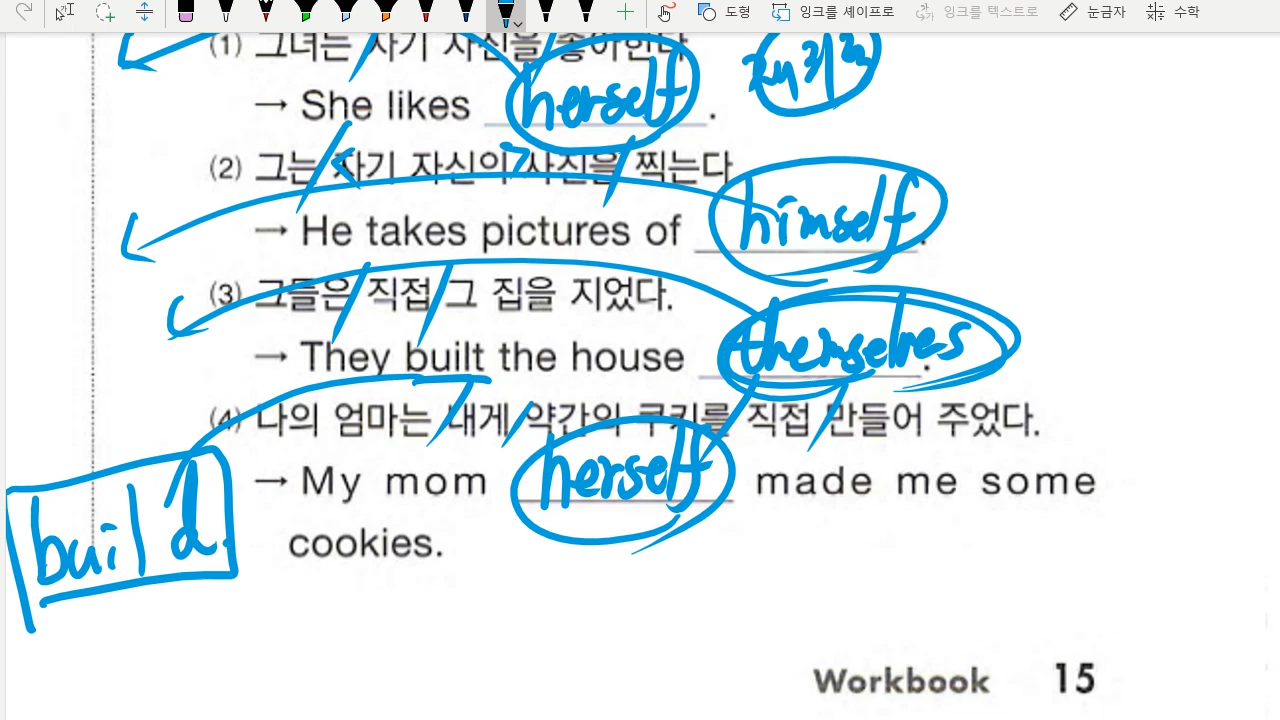 도형 잉크를 셰이프로 잉크를 텍스트로 눈금자 수학
(1) 그녀는 자기 자신을 좋아한다
→ She likes herself.
(2) 그는 자기 자신의 사진을 찍는다
→ He takes pictures of himself.
(3) 그들은 직접 그 집을 지었다.
→ They built the house themselves.
(4) 나의 엄마는 내게 약간의 쿠키를 직접 만들어 주었다.
→ My mom herself made me some
cookies.
build
Workbook 15